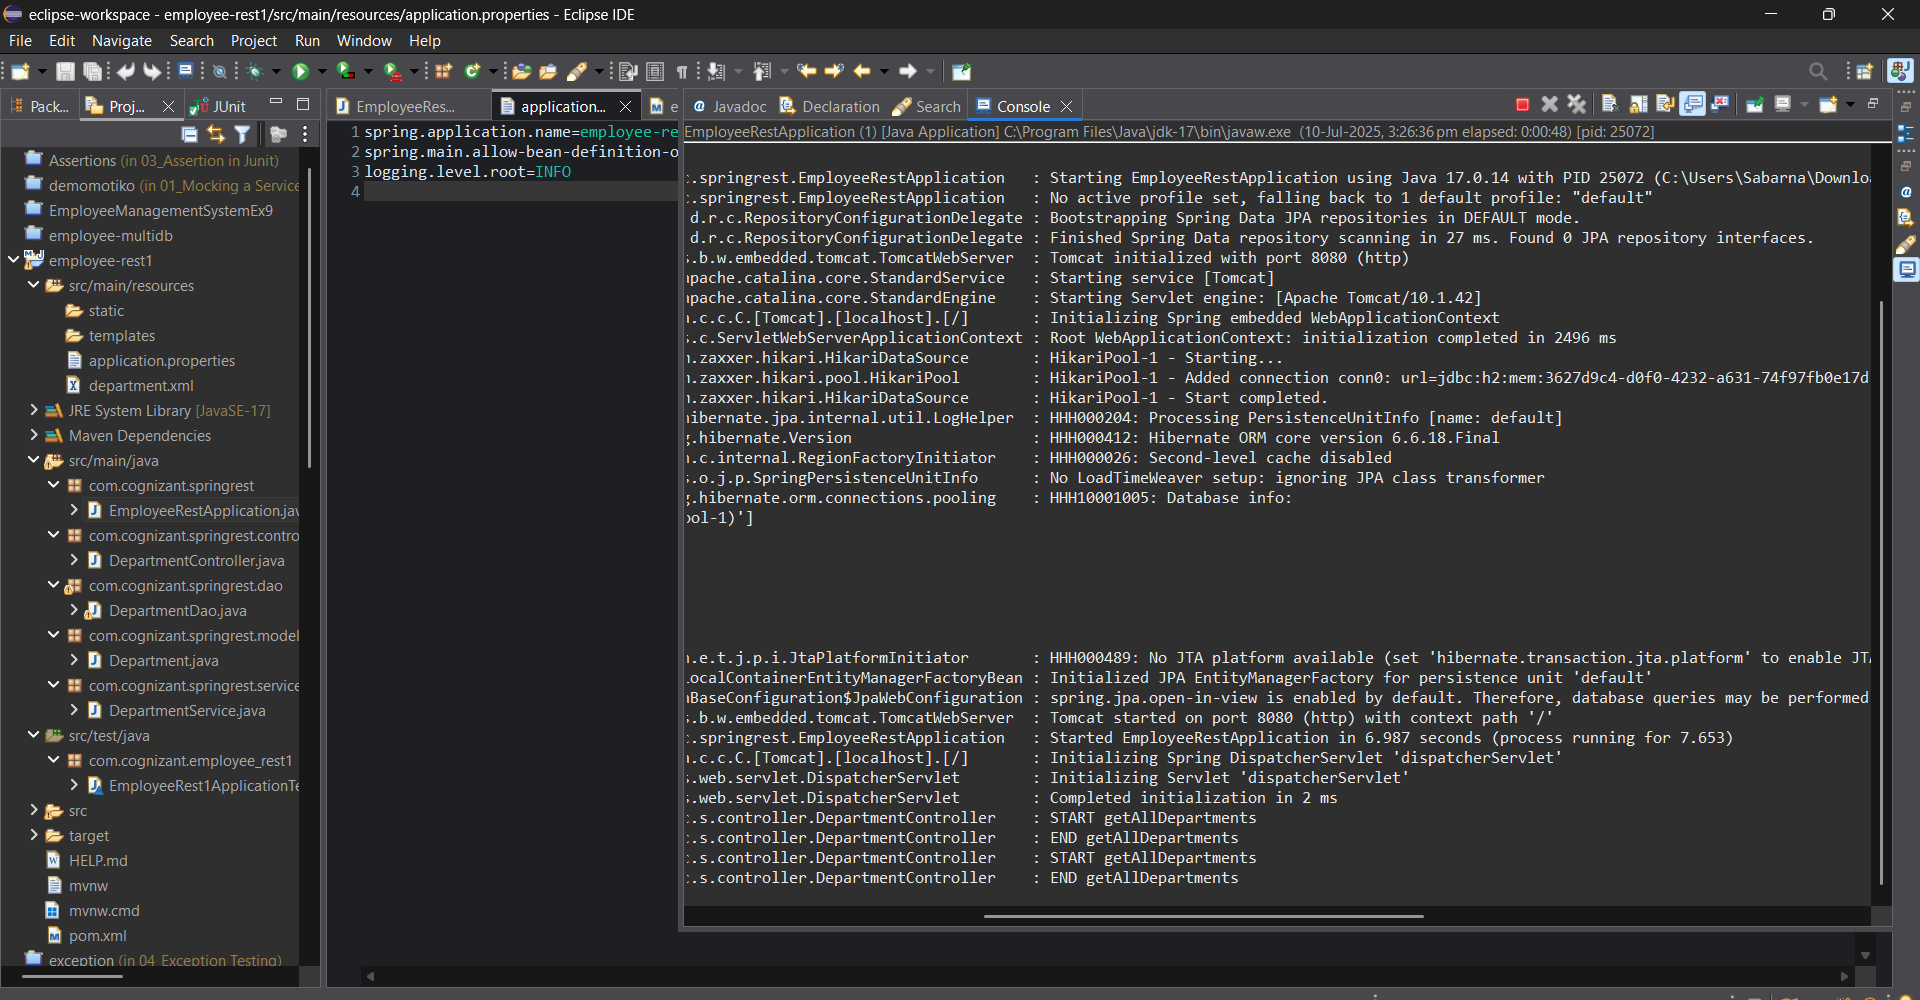 eclipse-workspace - employee-rest1/src/main/resources/application.properties - Eclipse IDE
File Edit Navigate Search Project Run Window Help
Pack... Proj... JUnit
EmployeeRes... application... e
Javadoc Declaration Search Console
EmployeeRestApplication (1) [Java Application] C:\Program Files\Java\jdk-17\bin\javaw.exe (10-Jul-2025, 3:26:36 pm elapsed: 0:00:48) [pid: 25072]
Assertions (in 03_Assertion in Junit)
demomotiko (in 01_Mocking a Service
EmployeeManagementSystemEx9
employee-multidb
employee-rest1
src/main/resources
static
templates
application.properties
department.xml
JRE System Library [JavaSE-17]
Maven Dependencies
src/main/java
com.cognizant.springrest
EmployeeRestApplication.jav
com.cognizant.springrest.contro
DepartmentController.java
com.cognizant.springrest.dao
DepartmentDao.java
com.cognizant.springrest.model
Department.java
com.cognizant.springrest.service
DepartmentService.java
src/test/java
com.cognizant.employee_rest1
EmployeeRest1ApplicationTe
src
target
HELP.md
mvnw
mvnw.cmd
pom.xml
exception (in 04_Exception Testing)
1 spring.application.name=employee-re
2 spring.main.allow-bean-definition-o
3 logging.level.root=INFO
4
.springrest.EmployeeRestApplication : Starting EmployeeRestApplication using Java 17.0.14 with PID 25072 (C:\Users\Sabarna\Downlo
.springrest.EmployeeRestApplication : No active profile set, falling back to 1 default profile: "default"
d.r.c.RepositoryConfigurationDelegate : Bootstrapping Spring Data JPA repositories in DEFAULT mode.
d.r.c.RepositoryConfigurationDelegate : Finished Spring Data repository scanning in 27 ms. Found 0 JPA repository interfaces.
.b.w.embedded.tomcat.TomcatWebServer : Tomcat initialized with port 8080 (http)
pache.catalina.core.StandardService : Starting service [Tomcat]
pache.catalina.core.StandardEngine : Starting Servlet engine: [Apache Tomcat/10.1.42]
.c.c.C.[Tomcat].[localhost].[/] : Initializing Spring embedded WebApplicationContext
.c.ServletWebServerApplicationContext : Root WebApplicationContext: initialization completed in 2496 ms
.zaxxer.hikari.HikariDataSource : HikariPool-1 - Starting...
.zaxxer.hikari.pool.HikariPool : HikariPool-1 - Added connection conn0: url=jdbc:h2:mem:3627d9c4-d0f0-4232-a631-74f97fb0e17d
.zaxxer.hikari.HikariDataSource : HikariPool-1 - Start completed.
ibernate.jpa.internal.util.LogHelper : HHH000204: Processing PersistenceUnitInfo [name: default]
.hibernate.Version : HHH000412: Hibernate ORM core version 6.6.18.Final
.c.internal.RegionFactoryInitiator : HHH000026: Second-level cache disabled
.o.j.p.SpringPersistenceUnitInfo : No LoadTimeWeaver setup: ignoring JPA class transformer
.hibernate.orm.connections.pooling : HHH10001005: Database info:
ol-1)']
.e.t.j.p.i.JtaPlatformInitiator : HHH000489: No JTA platform available (set 'hibernate.transaction.jta.platform' to enable JT
ocalContainerEntityManagerFactoryBean : Initialized JPA EntityManagerFactory for persistence unit 'default'
BaseConfiguration$JpaWebConfiguration : spring.jpa.open-in-view is enabled by default. Therefore, database queries may be performed
.b.w.embedded.tomcat.TomcatWebServer : Tomcat started on port 8080 (http) with context path '/'
.springrest.EmployeeRestApplication : Started EmployeeRestApplication in 6.987 seconds (process running for 7.653)
.c.c.C.[Tomcat].[localhost].[/] : Initializing Spring DispatcherServlet 'dispatcherServlet'
.web.servlet.DispatcherServlet : Initializing Servlet 'dispatcherServlet'
.web.servlet.DispatcherServlet : Completed initialization in 2 ms
.s.controller.DepartmentController : START getAllDepartments
.s.controller.DepartmentController : END getAllDepartments
.s.controller.DepartmentController : START getAllDepartments
.s.controller.DepartmentController : END getAllDepartments